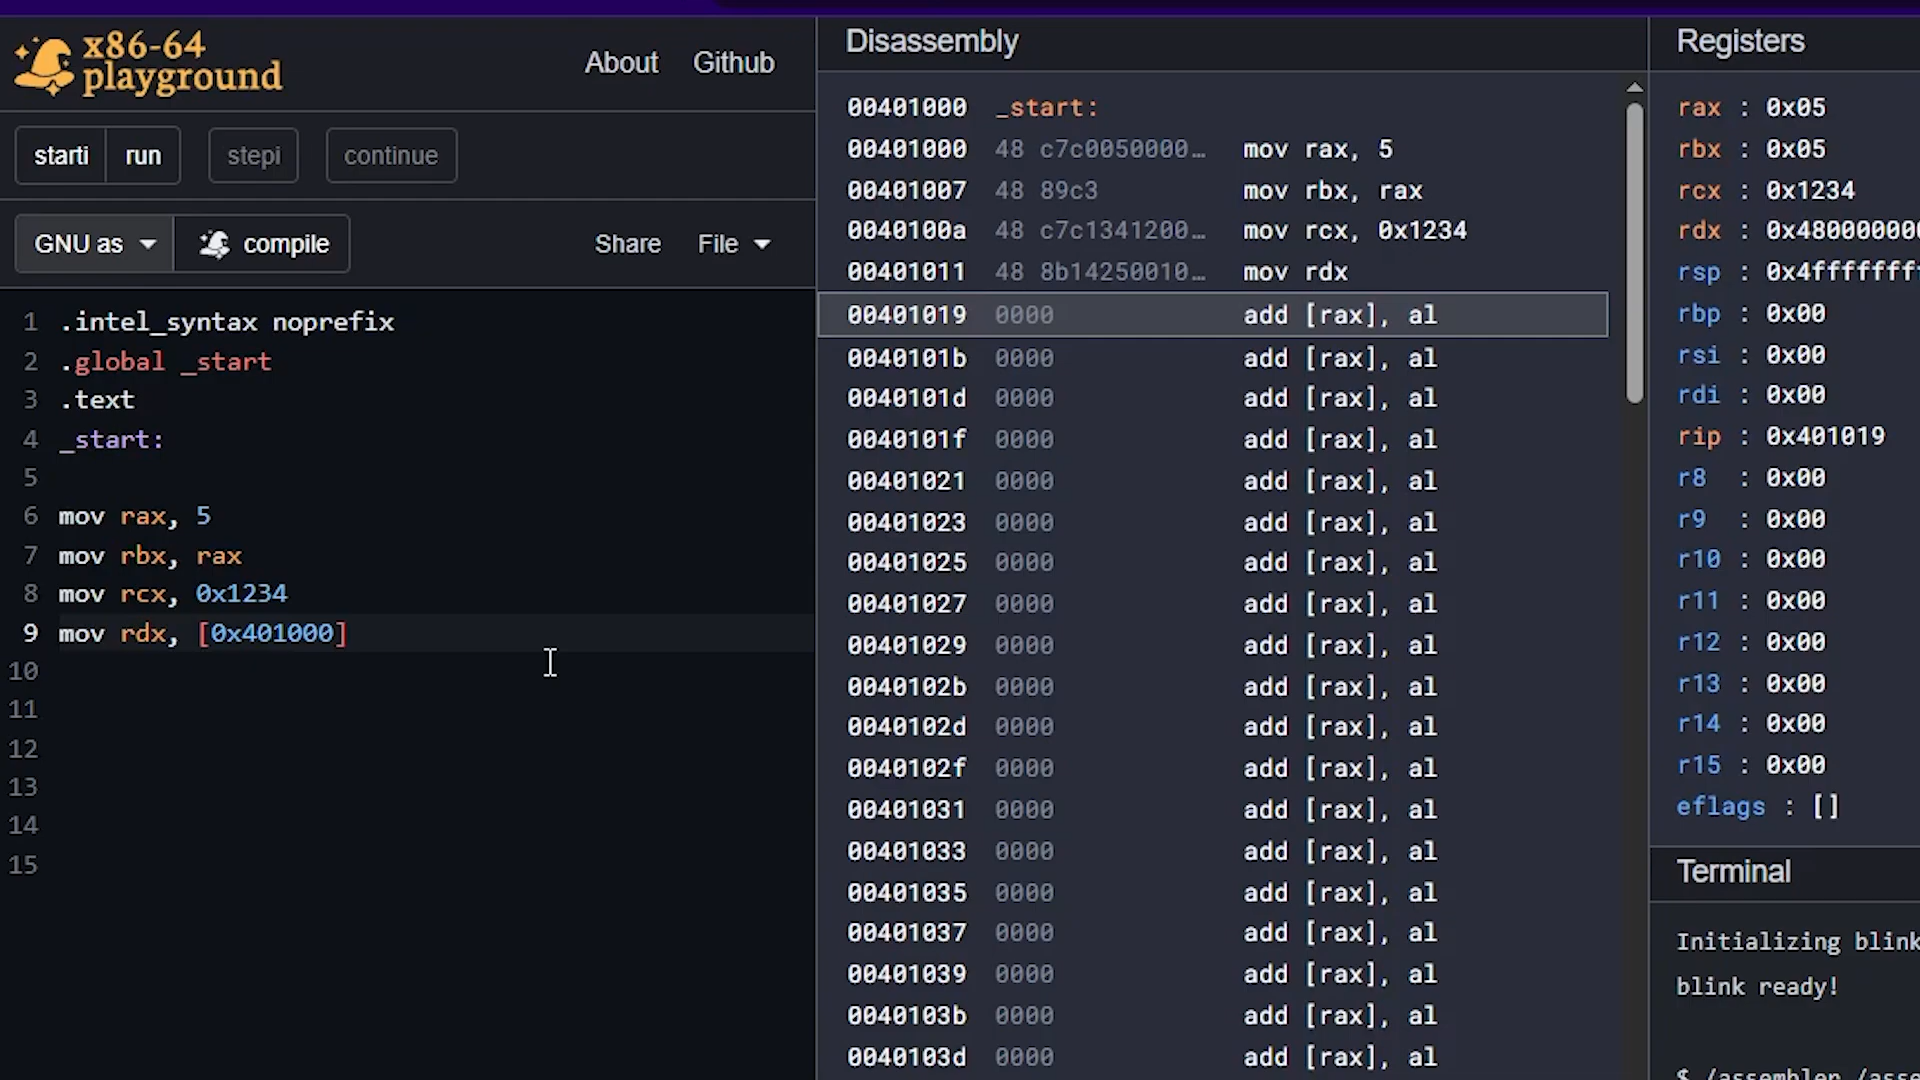 x86-64
playground
About
Github
starti
run
stepi
continue
GNU as
compile
Share
File
1 .intel_syntax noprefix
2 .global _start
3 .text
4 _start:
5
6 mov rax, 5
7 mov rbx, rax
8 mov rcx, 0x1234
9 mov rdx, [0x401000]
10
11
12
13
14
15
Disassembly
00401000 _start:
00401000 48 c7c0050000… mov rax, 5
00401007 48 89c3 mov rbx, rax
0040100a 48 c7c1341200… mov rcx, 0x1234
00401011 48 8b14250010… mov rdx
00401019 0000 add [rax], al
0040101b 0000 add [rax], al
0040101d 0000 add [rax], al
0040101f 0000 add [rax], al
00401021 0000 add [rax], al
00401023 0000 add [rax], al
00401025 0000 add [rax], al
00401027 0000 add [rax], al
00401029 0000 add [rax], al
0040102b 0000 add [rax], al
0040102d 0000 add [rax], al
0040102f 0000 add [rax], al
00401031 0000 add [rax], al
00401033 0000 add [rax], al
00401035 0000 add [rax], al
00401037 0000 add [rax], al
00401039 0000 add [rax], al
0040103b 0000 add [rax], al
0040103d 0000 add [rax], al
Registers
rax : 0x05
rbx : 0x05
rcx : 0x1234
rdx : 0x480000000
rsp : 0x4fffffff
rbp : 0x00
rsi : 0x00
rdi : 0x00
rip : 0x401019
r8 : 0x00
r9 : 0x00
r10 : 0x00
r11 : 0x00
r12 : 0x00
r13 : 0x00
r14 : 0x00
r15 : 0x00
eflags : []
Terminal
Initializing blink
blink ready!
$ /assembler /asse